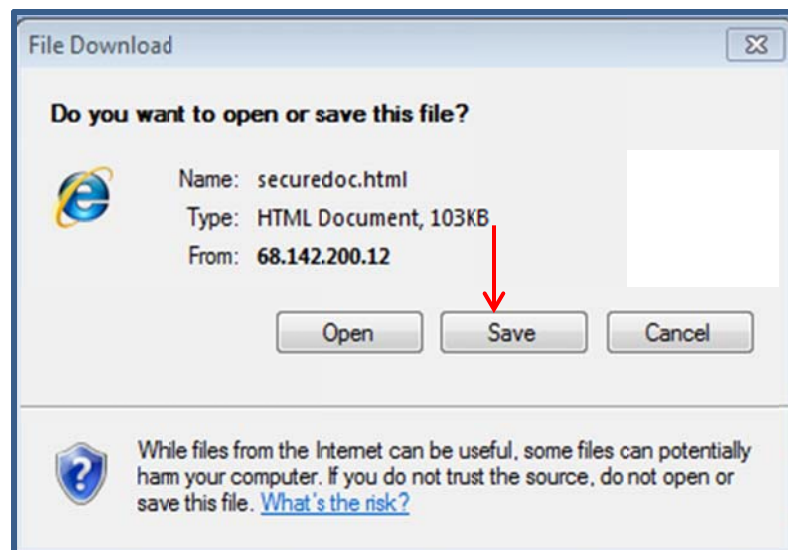 File Download
Do you want to open or save this file?
Name: securedoc.html
Type: HTML Document, 103KB
From: 68.142.200.12
Open Save Cancel
While files from the Internet can be useful, some files can potentially
harm your computer. If you do not trust the source, do not open or
save this file. What's the risk?